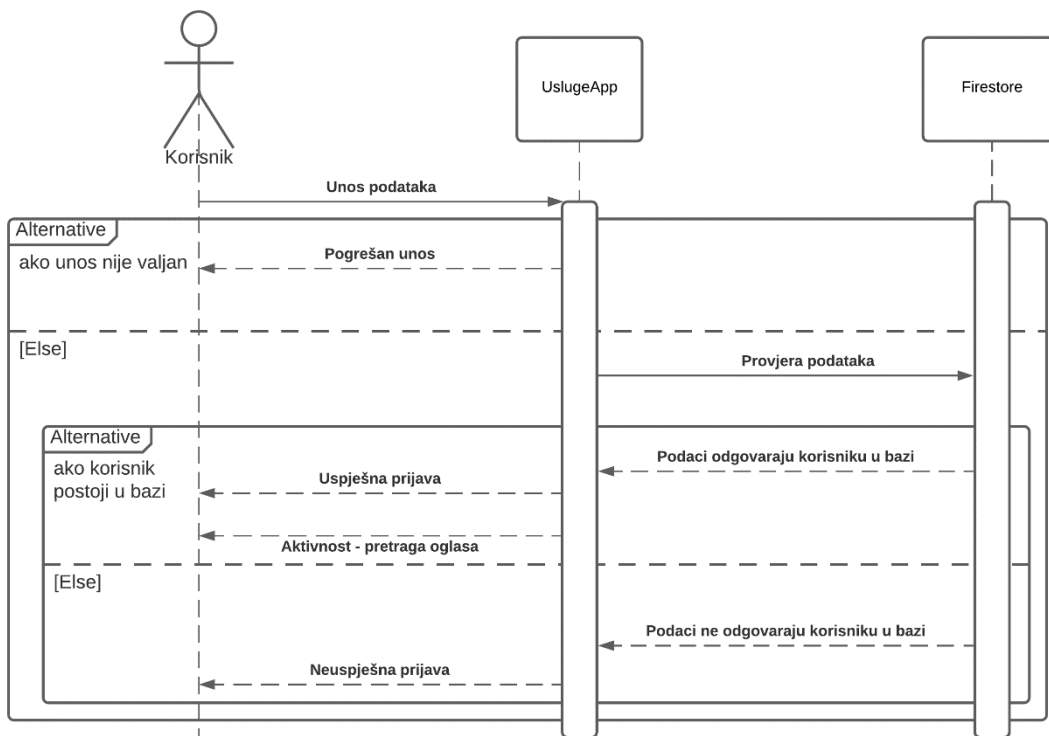 UslugeApp
Firestore
Korisnik
Unos podataka
Alternative
ako unos nije valjan
Pogrešan unos
[Else]
Provjera podataka
Alternative
ako korisnik
postoji u bazi
Podaci odgovaraju korisniku u bazi
Uspješna prijava
Aktivnost - pretraga oglasa
[Else]
Podaci ne odgovaraju korisniku u bazi
Neuspješna prijava